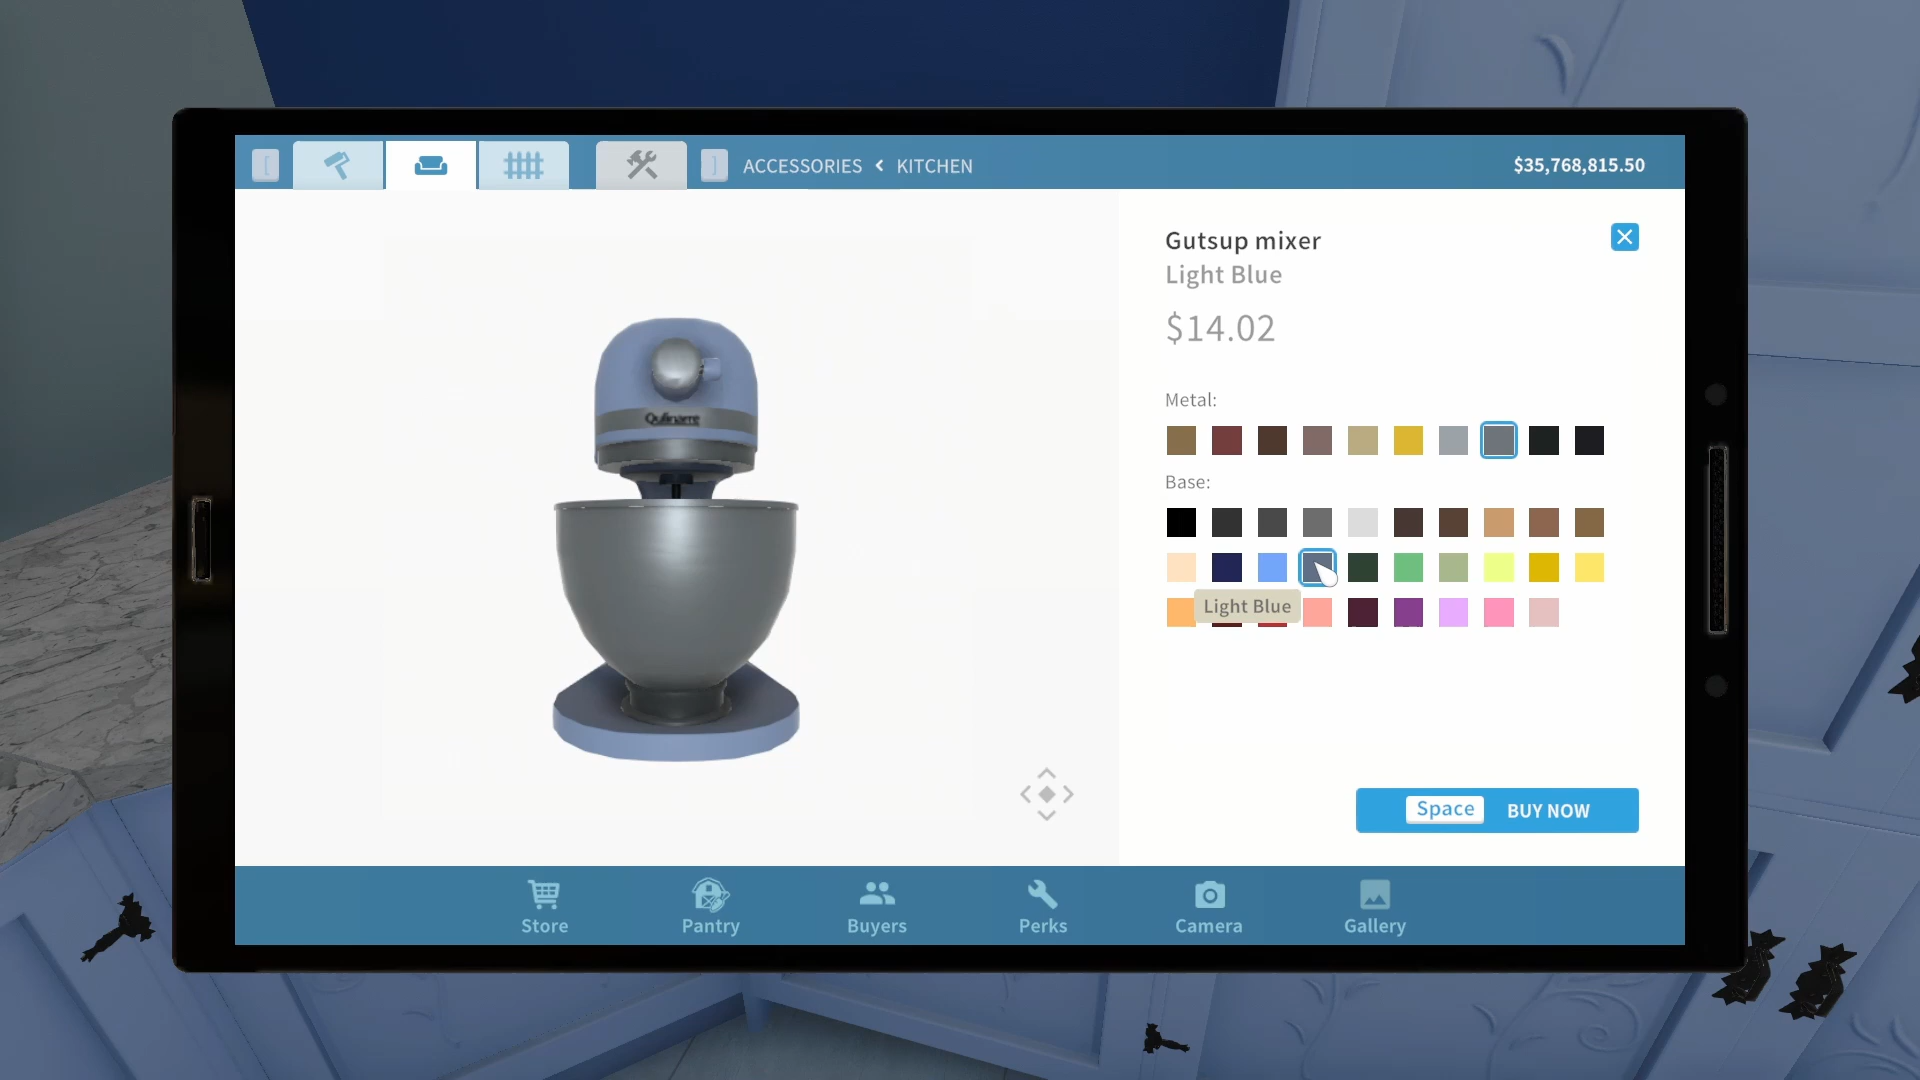 [
]
ACCESSORIES < KITCHEN
$35,768,815.50
Gutsup mixer
Light Blue
$14.02
Qulinarre
Metal:
Base:
Light Blue
Space BUY NOW
Store
Pantry
Buyers
Perks
Camera
Gallery